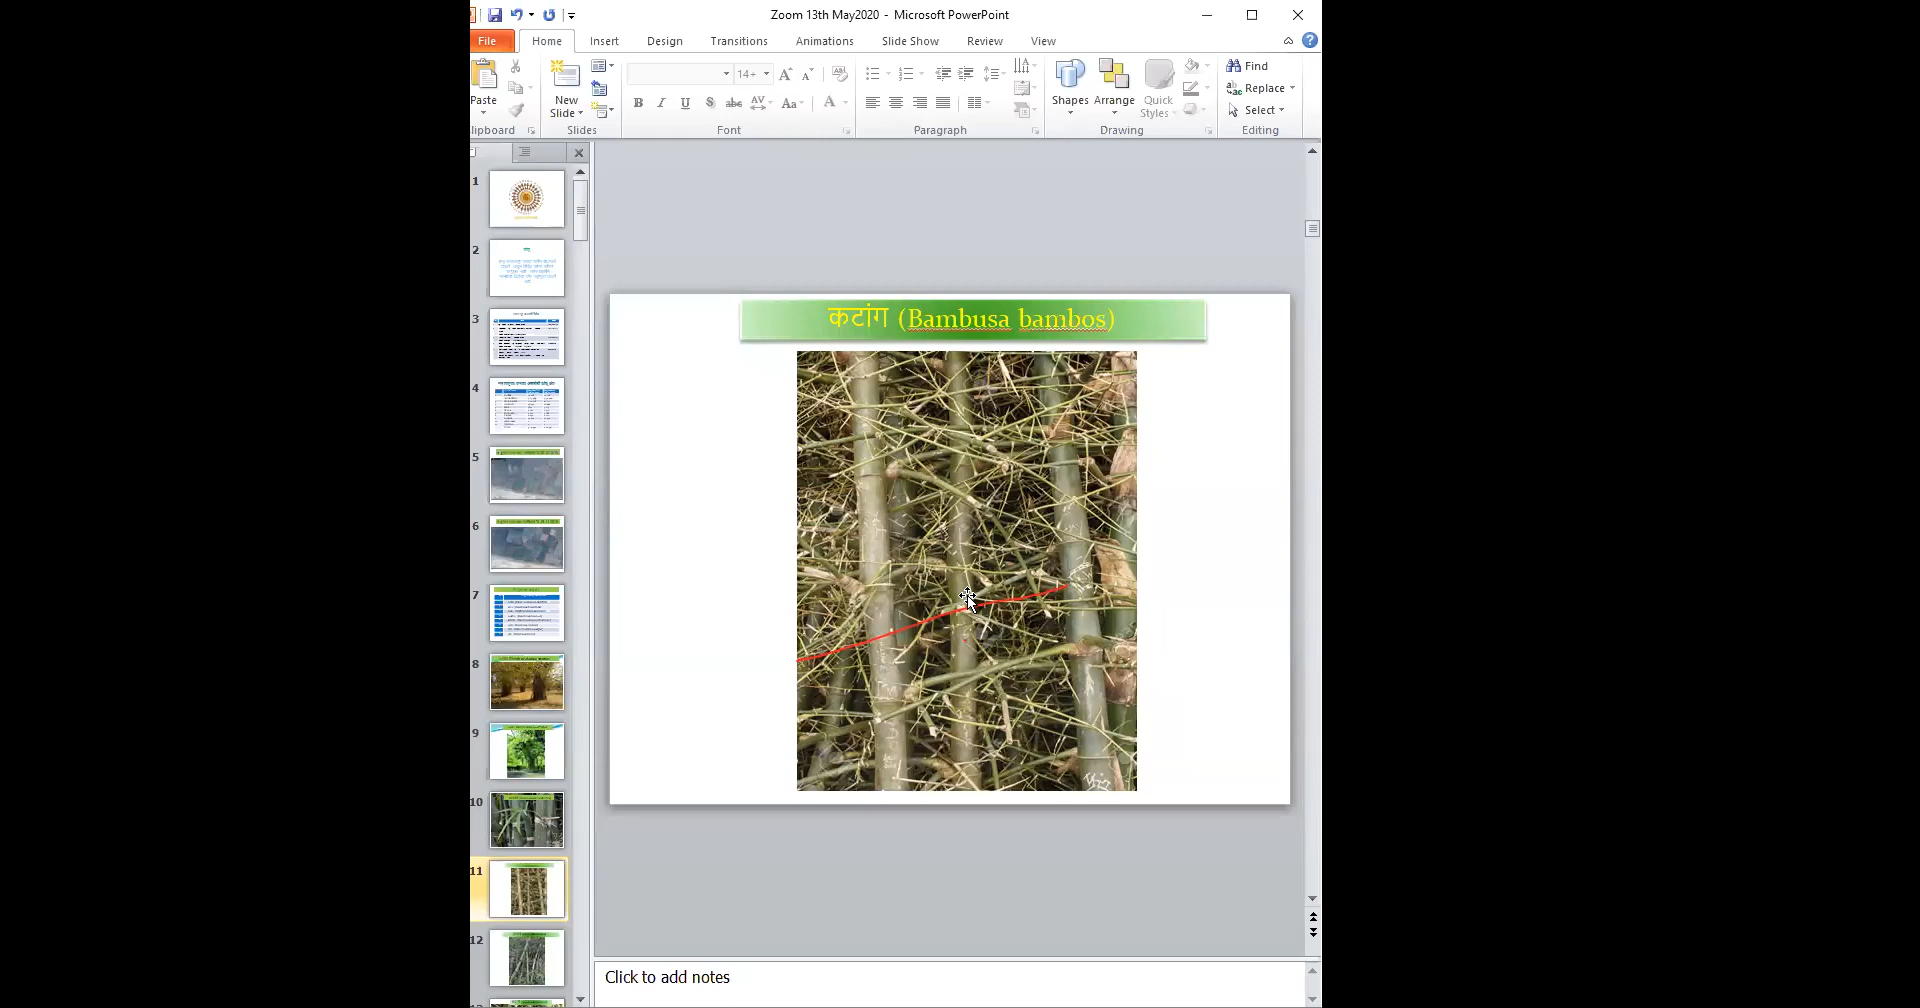 Zoom 13th May2020 - Microsoft PowerPoint
File Home Insert Design Transitions Animations Slide Show Review View
Paste
New
Slide
14+
B I U S abc AV Aa A
Shapes Arrange Quick
Styles
Find
Replace
Select
lipboard Slides Font Paragraph Drawing Editing
1
2
3
4
5
6
7
8
9
10
11
12
कटांग (Bambusa bambos)
Click to add notes